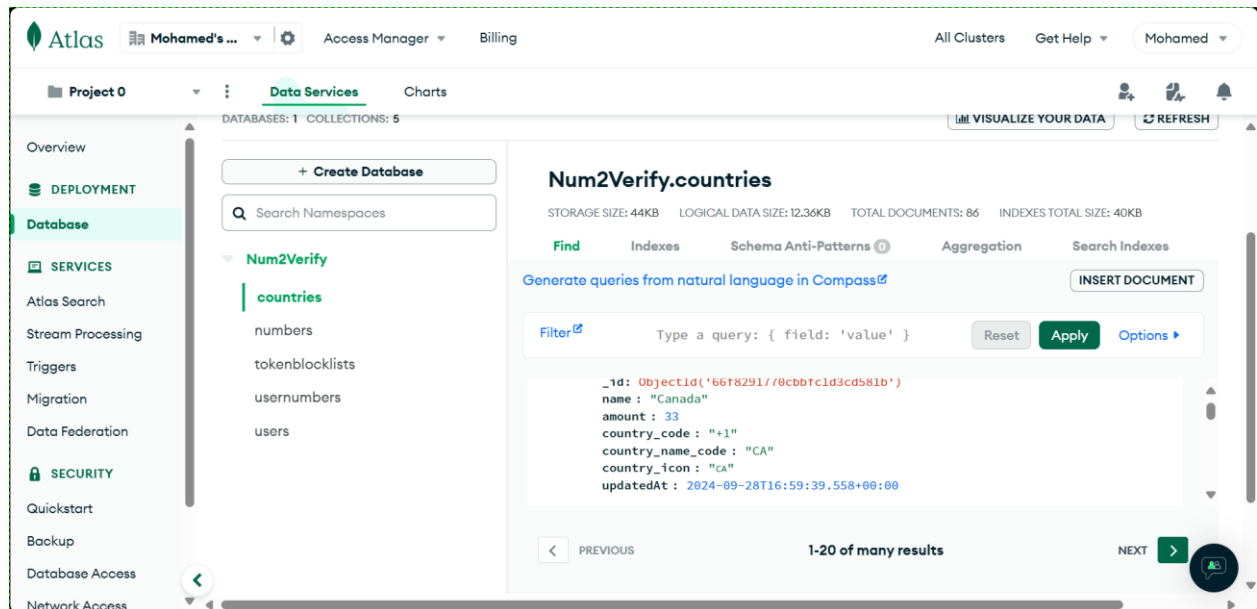 Atlas
Mohamed's ...
Access Manager
Billing
All Clusters
Get Help
Mohamed
Project 0
Data Services
Charts
DATABASES: 1 COLLECTIONS: 5
VISUALIZE YOUR DATA
REFRESH
Overview
DEPLOYMENT
Database
SERVICES
Atlas Search
Stream Processing
Triggers
Migration
Data Federation
SECURITY
Quickstart
Backup
Database Access
Network Access
+ Create Database
Search Namespaces
Num2Verify
countries
numbers
tokenblocklists
usernumbers
users
Num2Verify.countries
STORAGE SIZE: 44KB LOGICAL DATA SIZE: 12.36KB TOTAL DOCUMENTS: 86 INDEXES TOTAL SIZE: 40KB
Find Indexes Schema Anti-Patterns 0 Aggregation Search Indexes
Generate queries from natural language in Compass
INSERT DOCUMENT
Filter
Type a query: { field: 'value' }
Reset
Apply
Options
_id: ObjectId('66f8291770cbbfc1d3cd581b')
name : "Canada"
amount : 33
country_code : "+1"
country_name_code : "CA"
country_icon : "🇨🇦"
updatedAt : 2024-09-28T16:59:39.558+00:00
PREVIOUS
1-20 of many results
NEXT